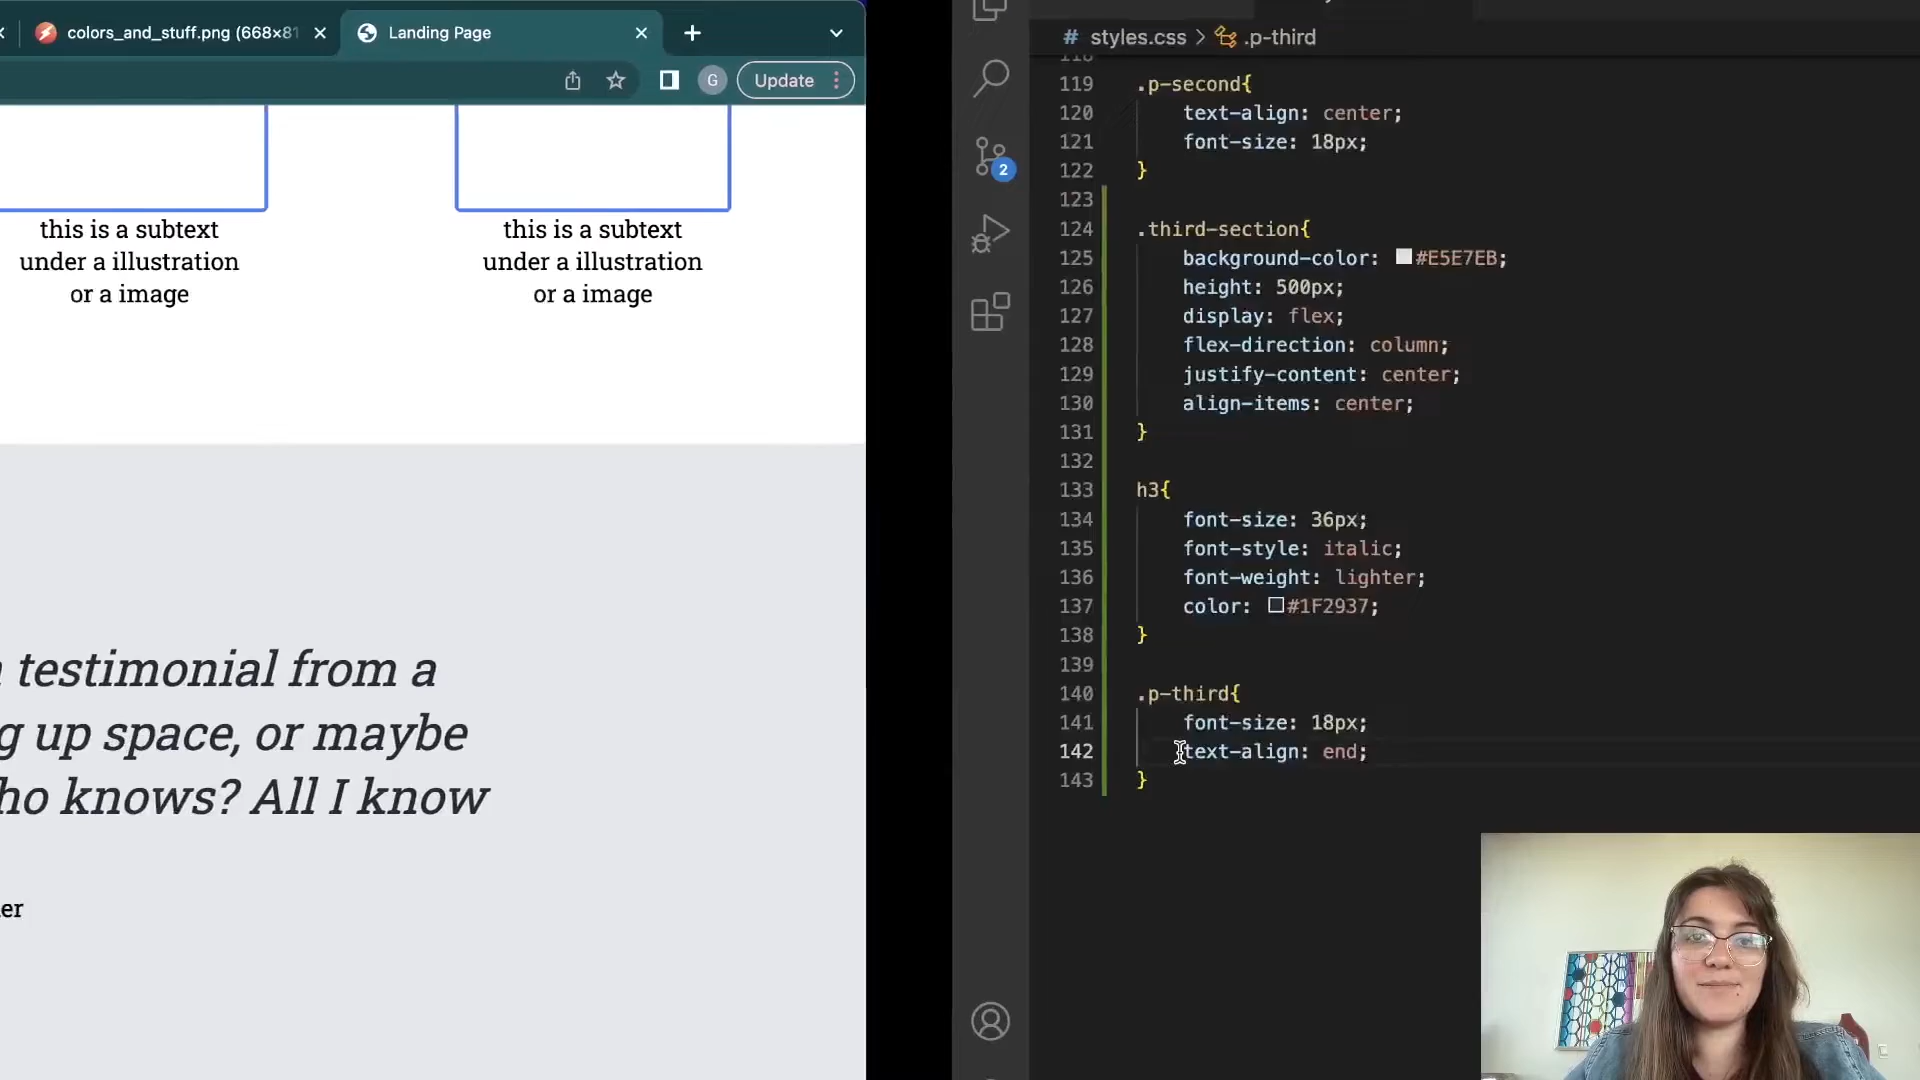 colors_and_stuff.png (668×81
Landing Page
G
Update
this is a subtext
under a illustration
or a image
this is a subtext
under a illustration
or a image
testimonial from a
g up space, or maybe
ho knows? All I know
er
2
# styles.css > .p-third
119 .p-second{
120 text-align: center;
121 font-size: 18px;
122 }
123
124 .third-section{
125 background-color: #E5E7EB;
126 height: 500px;
127 display: flex;
128 flex-direction: column;
129 justify-content: center;
130 align-items: center;
131 }
132
133 h3{
134 font-size: 36px;
135 font-style: italic;
136 font-weight: lighter;
137 color: #1F2937;
138 }
139
140 .p-third{
141 font-size: 18px;
142 text-align: end;
143 }